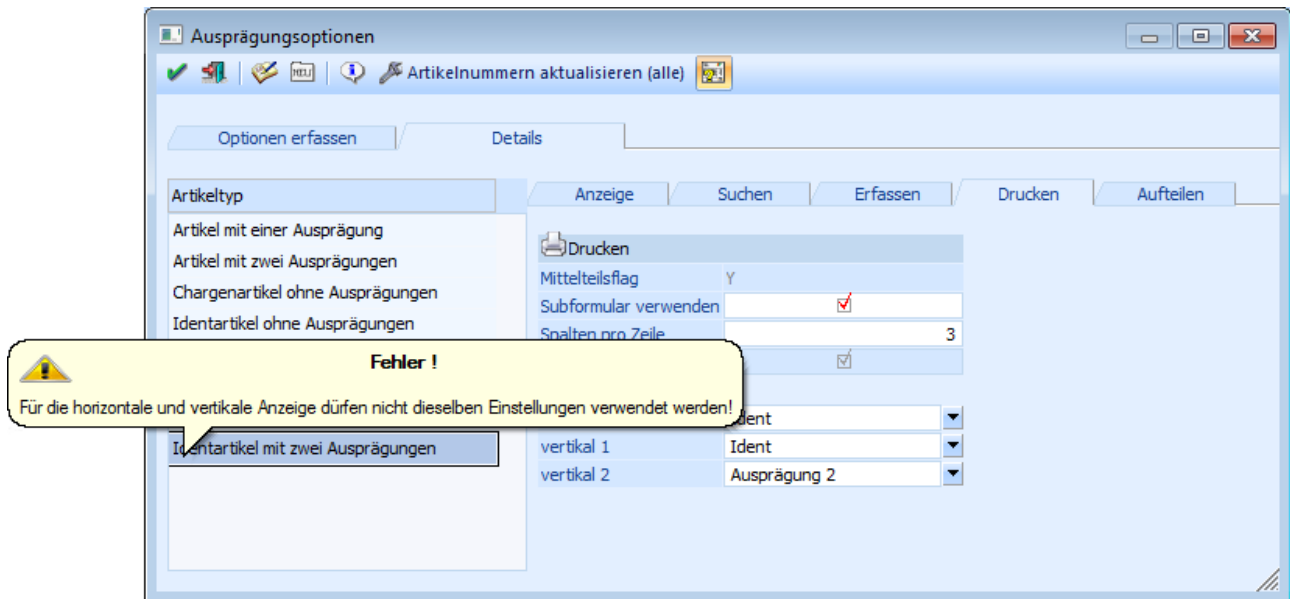 Ausprägungsoptionen
NEU Artikelnummern aktualisieren (alle)
Optionen erfassen Details
Artikeltyp Anzeige Suchen Erfassen Drucken Aufteilen
Artikel mit einer Ausprägung
Artikel mit zwei Ausprägungen
Chargenartikel ohne Ausprägungen
Identartikel ohne Ausprägungen
Drucken
Mittelteilsflag Y
Subformular verwenden
Spalten pro Zeile 3
Fehler !
Für die horizontale und vertikale Anzeige dürfen nicht dieselben Einstellungen verwendet werden!
Ident
Identartikel mit zwei Ausprägungen
vertikal 1 Ident
vertikal 2 Ausprägung 2